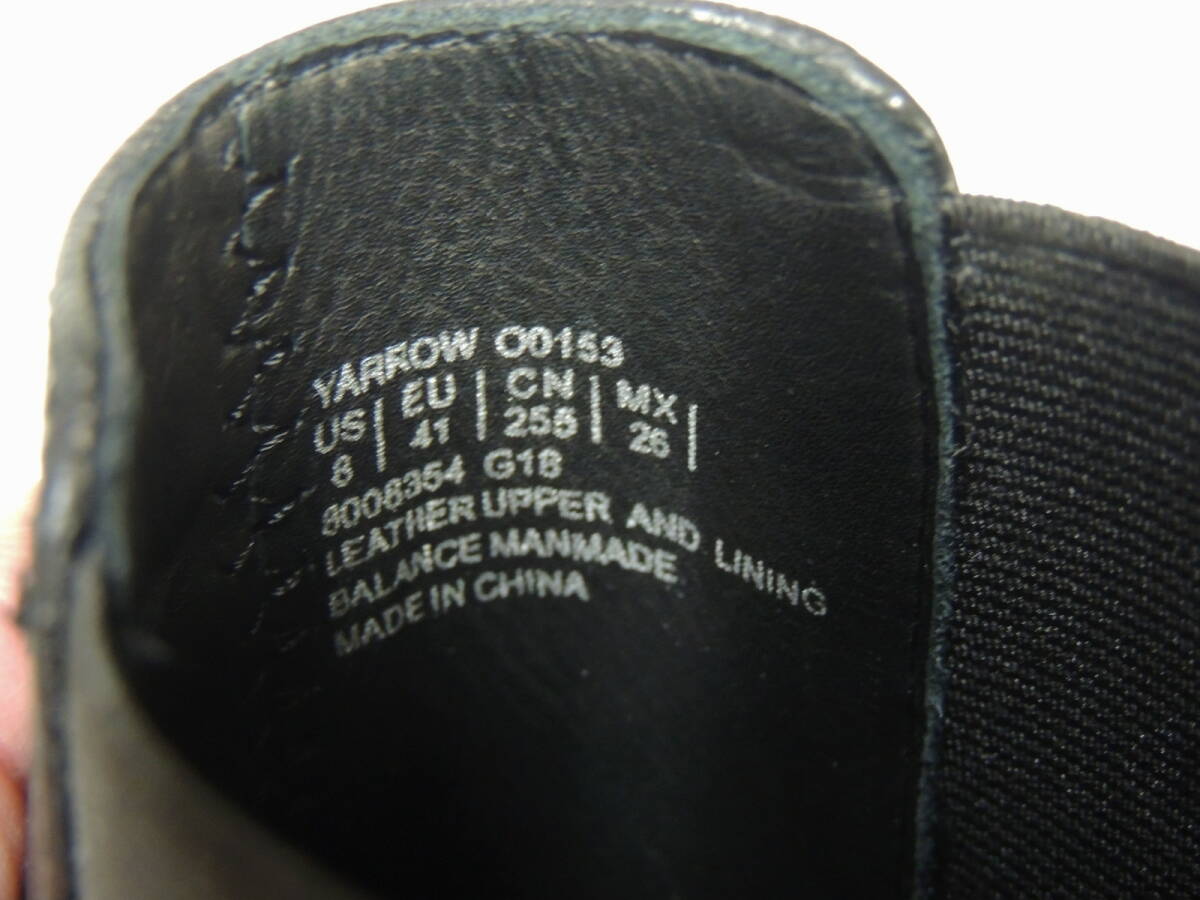 YARROW O0153
US | EU | CN | MX |
8 | 41 | 255 | 26 |
8006354 G18
LEATHER UPPER AND LINING
BALANCE MANMADE
MADE IN CHINA